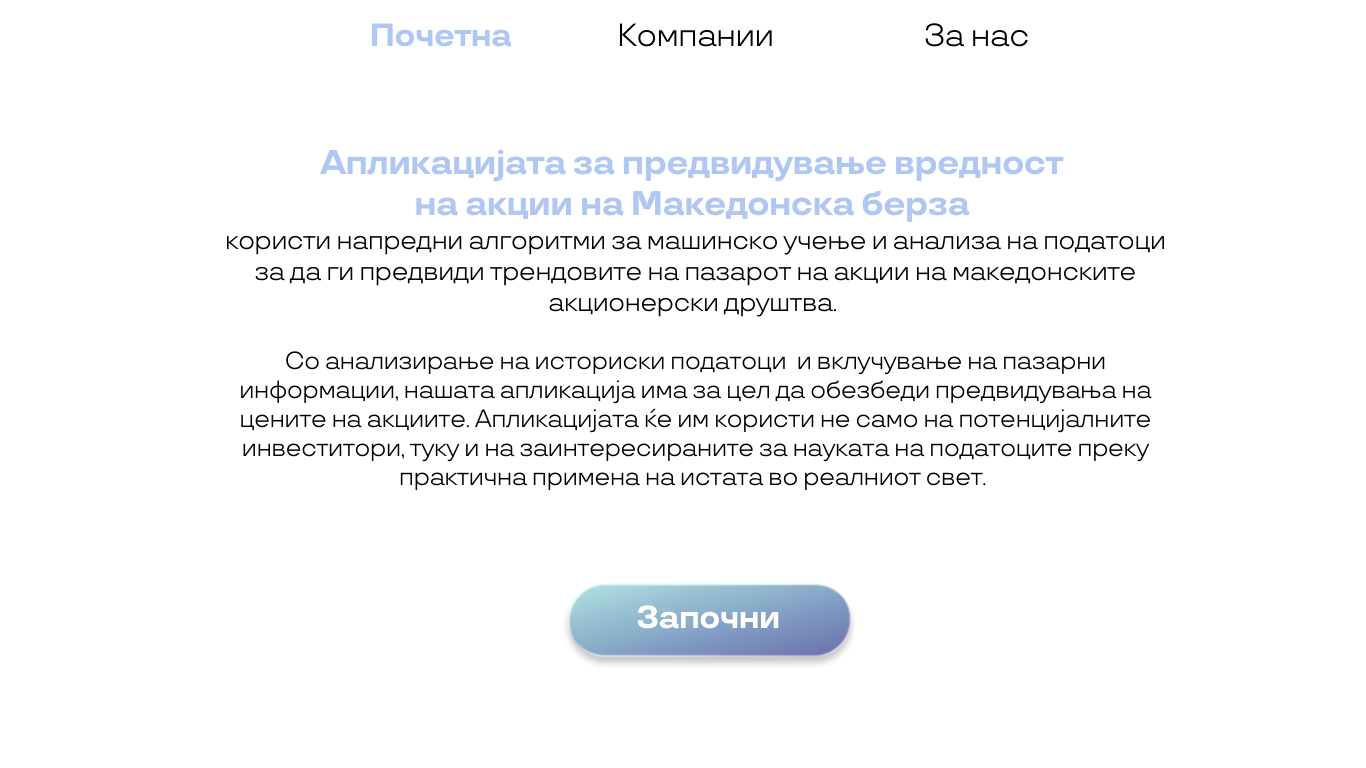 Почетна
Компании
За нас
Апликацијата за предвидување вредност
на акции на Македонска берза
користи напредни алгоритми за машинско учење и анализа на податоци
за да ги предвиди трендовите на пазарот на акции на македонските
акционерски друштва.
Со анализирање на историски податоци  и вклучување на пазарни
информации, нашата апликација има за цел да обезбеди предвидувања на
цените на акциите. Апликацијата ќе им користи не само на потенцијалните
инвеститори, туку и на заинтересираните за науката на податоците преку
практична примена на истата во реалниот свет.
Започни